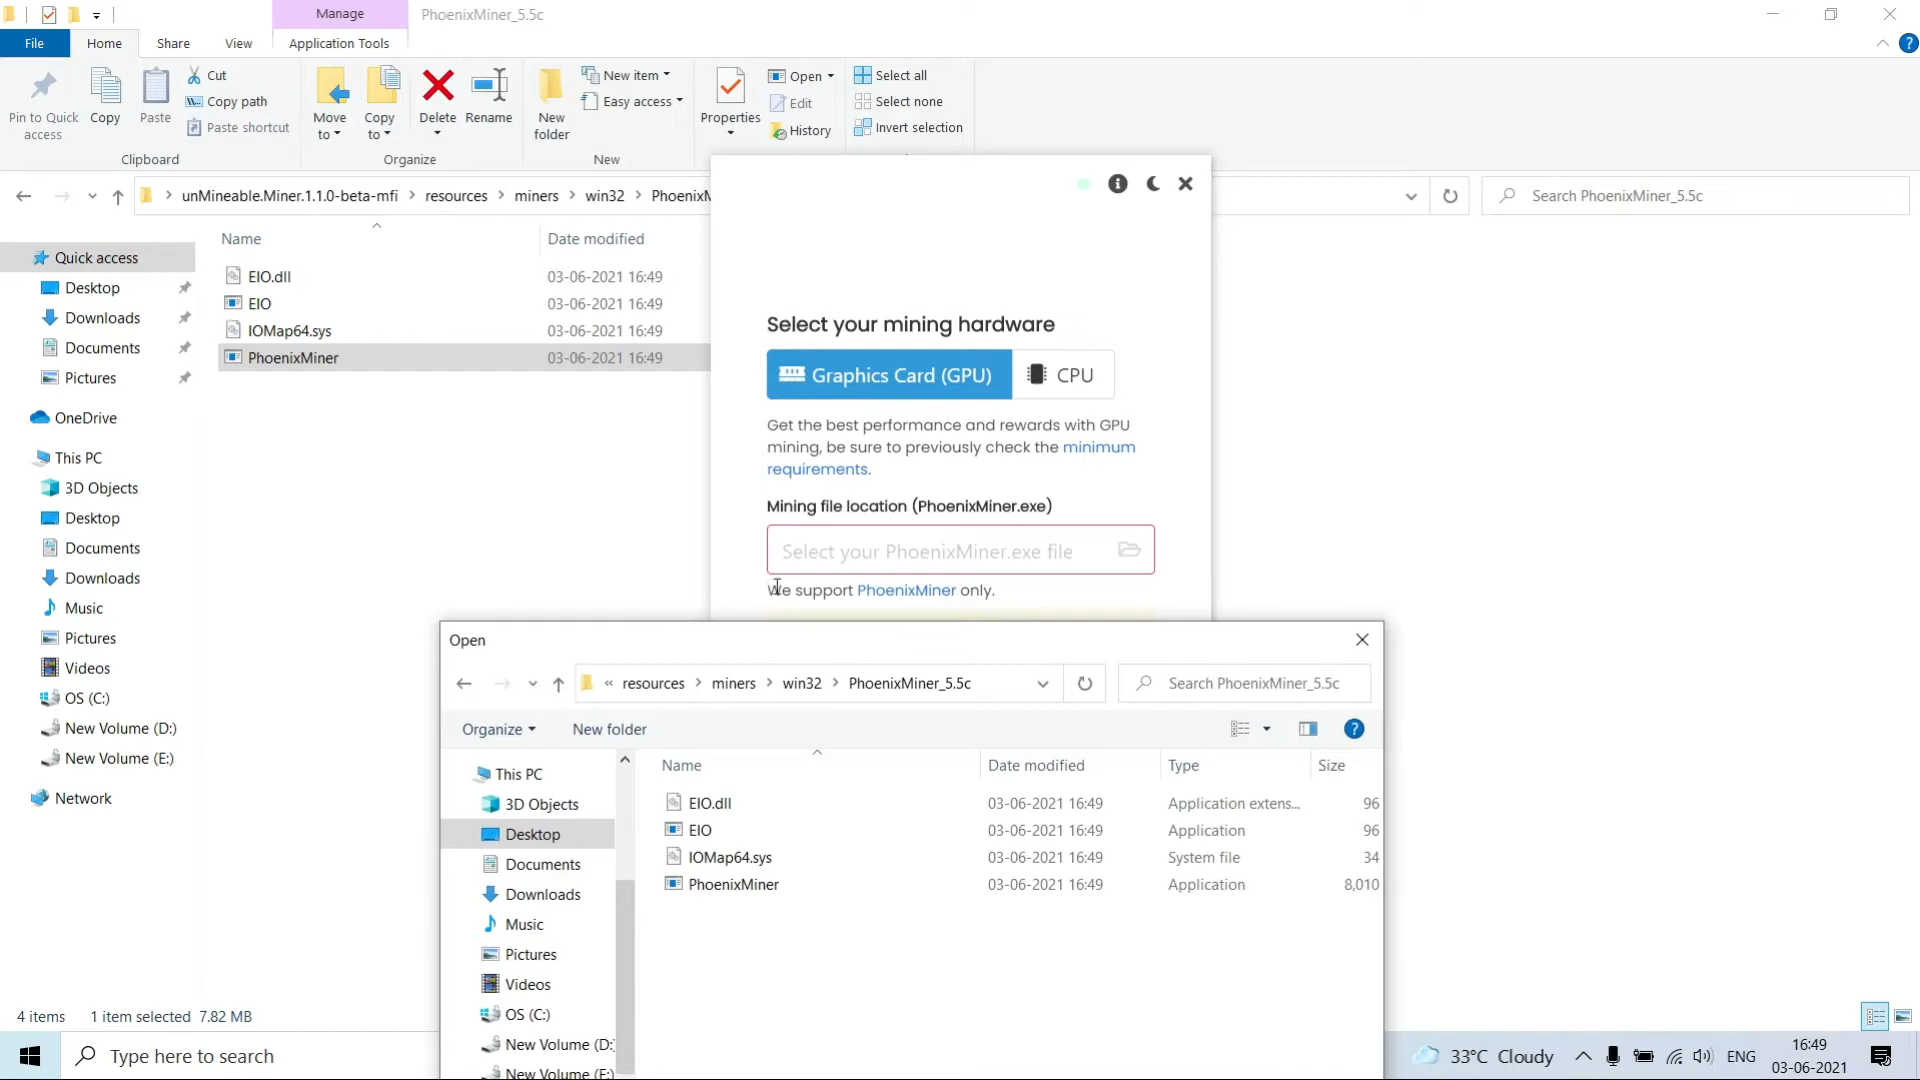 Manage
PhoenixMiner_5.5c
File
Home
Share
View
Application Tools
Pin to Quick
access
Copy
Paste
Cut
Copy path
Paste shortcut
Clipboard
Move
to
Copy
to
Delete
Rename
Organize
New
folder
New item
Easy access
New
Properties
Open
Edit
History
Select all
Select none
Invert selection
unMineable.Miner.1.1.0-beta-mfi
resources
miners
win32
Search PhoenixMiner_5.5c
Name
Date modified
EIO.dll
03-06-2021 16:49
EIO
03-06-2021 16:49
IOMap64.sys
03-06-2021 16:49
PhoenixMiner
03-06-2021 16:49
Quick access
Desktop
Downloads
Documents
Pictures
OneDrive
This PC
3D Objects
Desktop
Documents
Downloads
Music
Pictures
Videos
OS (C:)
New Volume (D:)
New Volume (E:)
Network
Select your mining hardware
Graphics Card (GPU)
CPU
Get the best performance and rewards with GPU
mining, be sure to previously check the minimum
requirements.
Mining file location (PhoenixMiner.exe)
Select your PhoenixMiner.exe file
We support PhoenixMiner only.
Open
« resources
miners
win32
PhoenixMiner_5.5c
Search PhoenixMiner_5.5c
Organize
New folder
Name
Date modified
Type
Size
EIO.dll
03-06-2021 16:49
Application extens...
96
EIO
03-06-2021 16:49
Application
96
IOMap64.sys
03-06-2021 16:49
System file
34
PhoenixMiner
03-06-2021 16:49
Application
8,010
This PC
3D Objects
Desktop
Documents
Downloads
Music
Pictures
Videos
OS (C:)
New Volume (D:
New Volume (E:)
4 items
1 item selected 7.82 MB
Type here to search
33°C Cloudy
ENG
16:49
03-06-2021